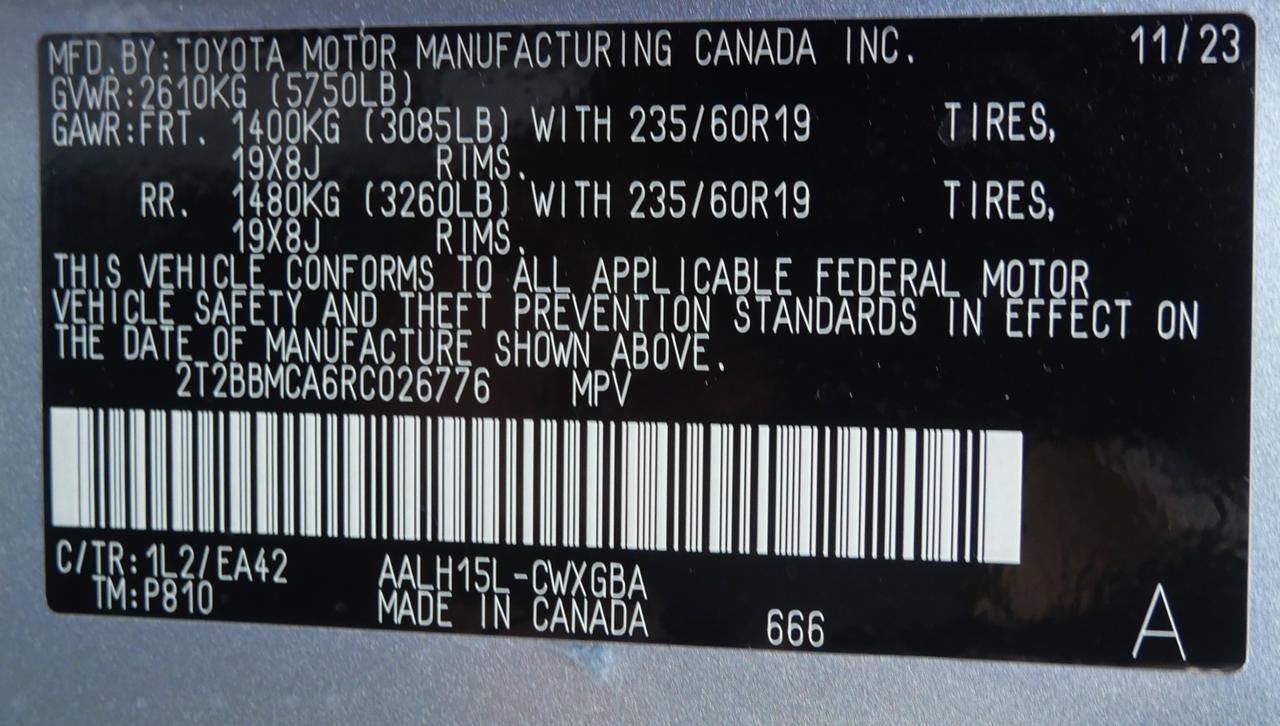 MFD.BY:TOYOTA MOTOR MANUFACTURING CANADA INC. 11/23
GVWR:2610KG (5750LB)
GAWR:FRT. 1400KG (3085LB) WITH 235/60R19 TIRES,
19X8J RIMS.
RR. 1480KG (3260LB) WITH 235/60R19 TIRES,
19X8J RIMS.
THIS VEHICLE CONFORMS TO ALL APPLICABLE FEDERAL MOTOR
VEHICLE SAFETY AND THEFT PREVENTION STANDARDS IN EFFECT ON
THE DATE OF MANUFACTURE SHOWN ABOVE.
2T2BBMCA6RC026776 MPV
C/TR:1L2/EA42 AALH15L-CWXGBA
TM:P810 MADE IN CANADA 666 A